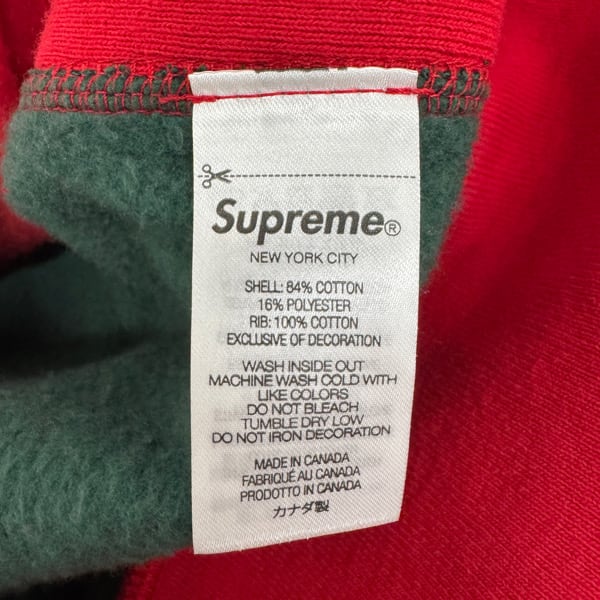 Supreme®
NEW YORK CITY
SHELL: 84% COTTON
16% POLYESTER
RIB: 100% COTTON
EXCLUSIVE OF DECORATION
WASH INSIDE OUT
MACHINE WASH COLD WITH
LIKE COLORS
DO NOT BLEACH
TUMBLE DRY LOW
DO NOT IRON DECORATION
MADE IN CANADA
FABRIQUÉ AU CANADA
PRODOTTO IN CANADA
カナダ製